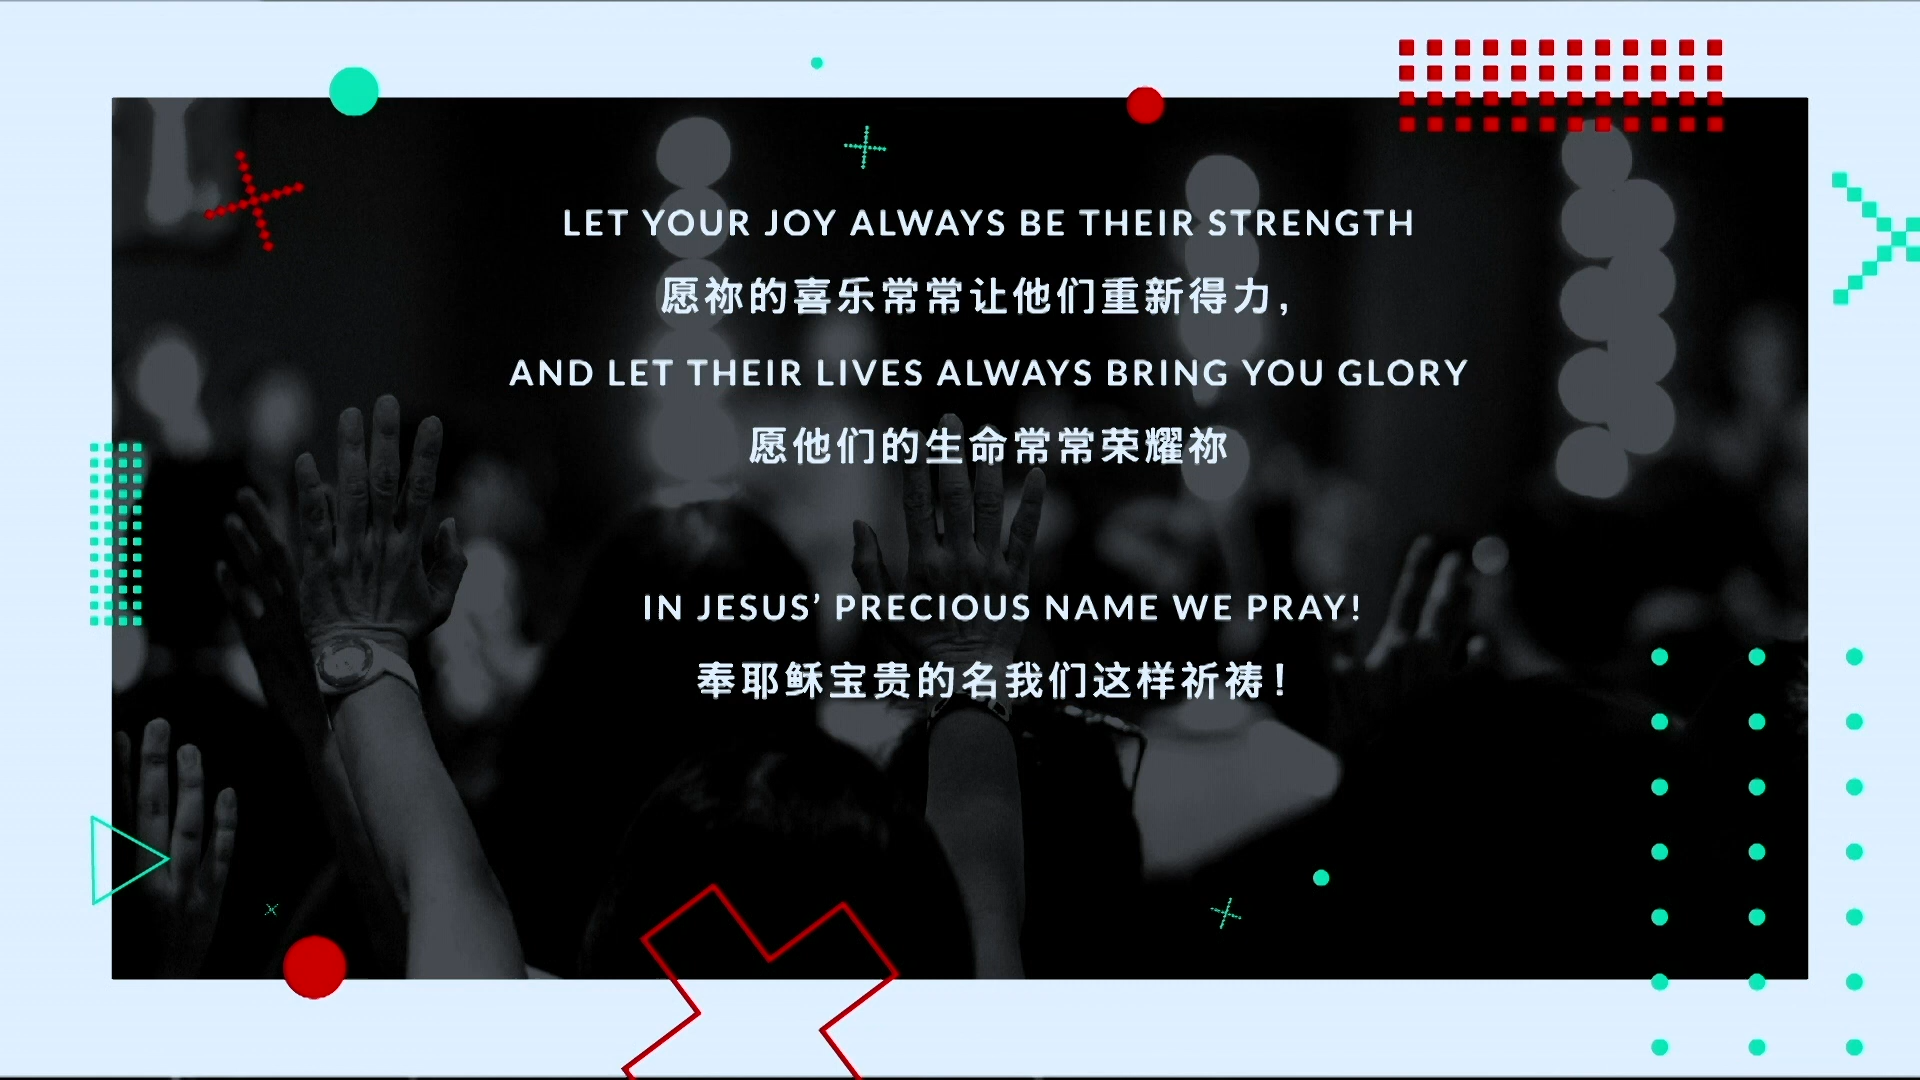 LET YOUR JOY ALWAYS BE THEIR STRENGTH
愿祢的喜乐常常让他们重新得力，
AND LET THEIR LIVES ALWAYS BRING YOU GLORY
愿他们的生命常常荣耀祢
IN JESUS’ PRECIOUS NAME WE PRAY!
奉耶稣宝贵的名我们这样祈祷！